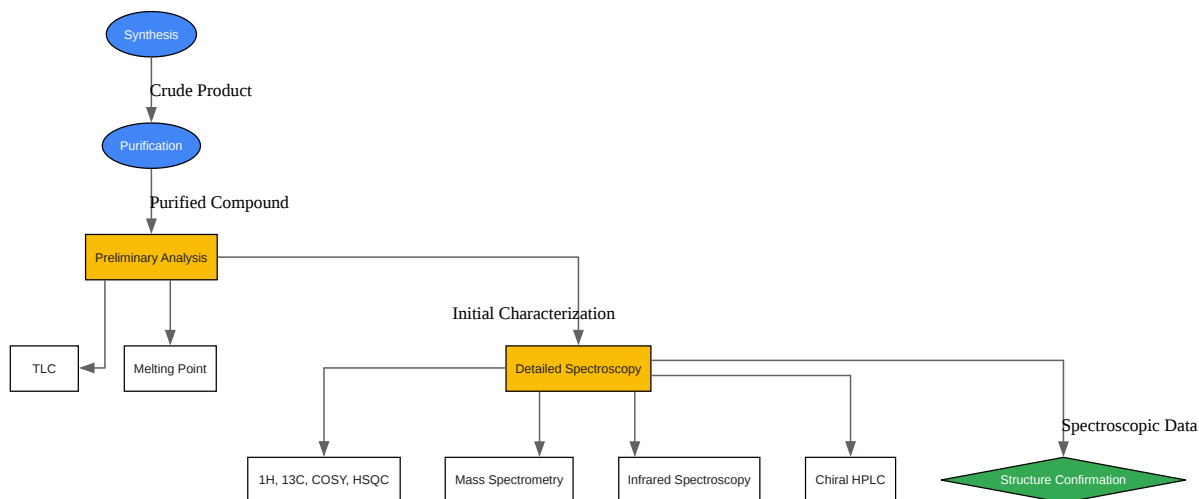 Synthesis
Crude Product
Purification
Purified Compound
Preliminary Analysis
Initial Characterization
TLC
Melting Point
Detailed Spectroscopy
Spectroscopic Data
1H, 13C, COSY, HSQC
Mass Spectrometry
Infrared Spectroscopy
Chiral HPLC
Structure Confirmation